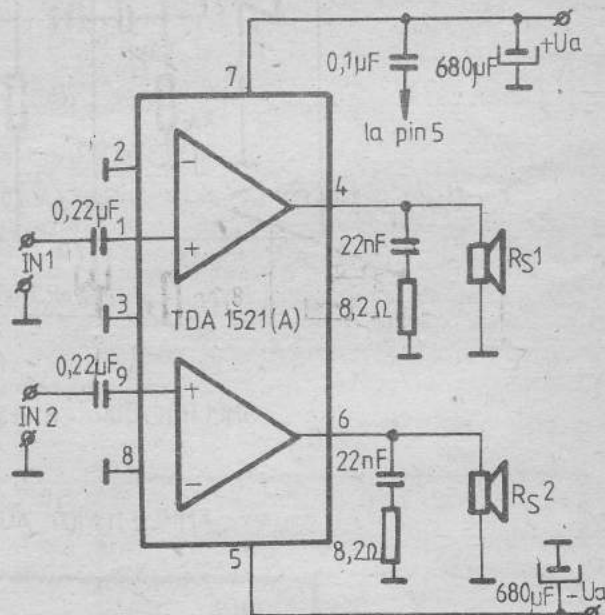 +Ua
0,1µF
680µF
7
la pin 5
2
4
0,22µF
1
−
+
IN1
22nF
RS1
8,2Ω
3
TDA 1521(A)
0,22µF
9
+
−
IN 2
6
8
22nF
RS2
5
8,2Ω
680µF
−Ua